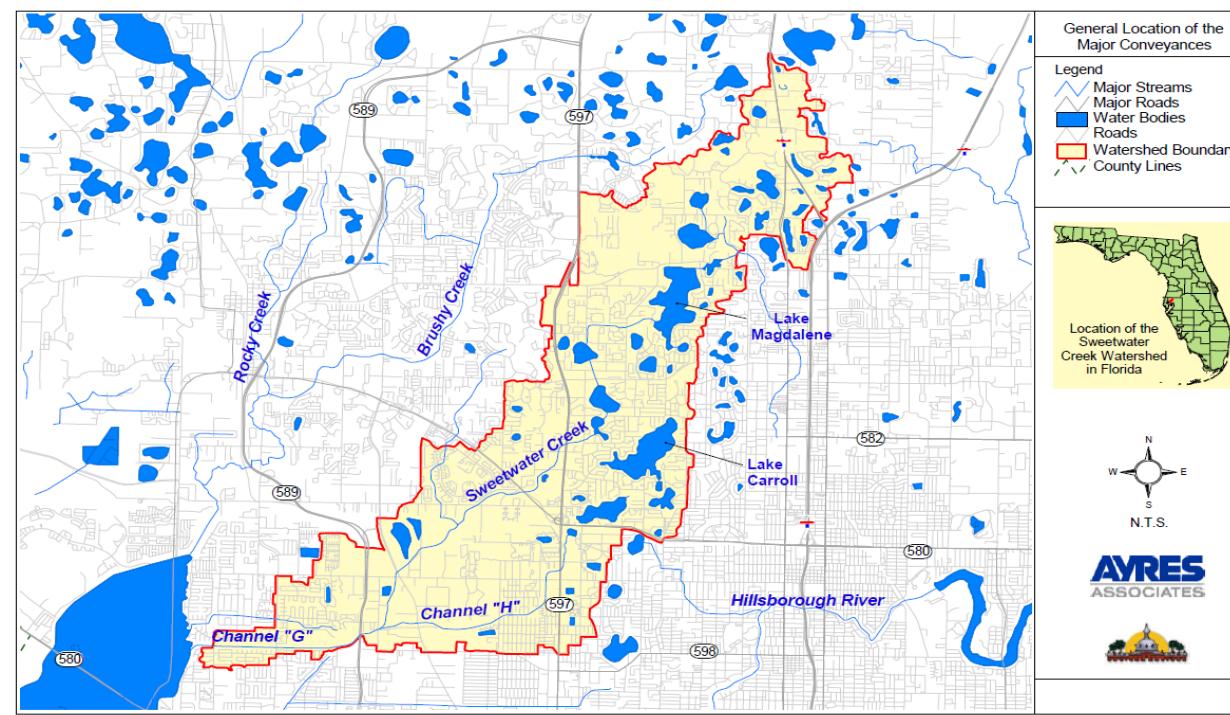 General Location of the
Major Conveyances
Legend
Major Streams
Major Roads
Water Bodies
Roads
Watershed Boundary
County Lines
589
597
Rocky Creek
Brushy Creek
Lake
Magdalene
Location of the
Sweetwater
Creek Watershed
in Florida
Sweetwater Creek
582
Lake
Carroll
N
W
E
S
N.T.S.
589
580
AYRES
ASSOCIATES
Channel "H"
597
Hillsborough River
Channel "G"
580
598